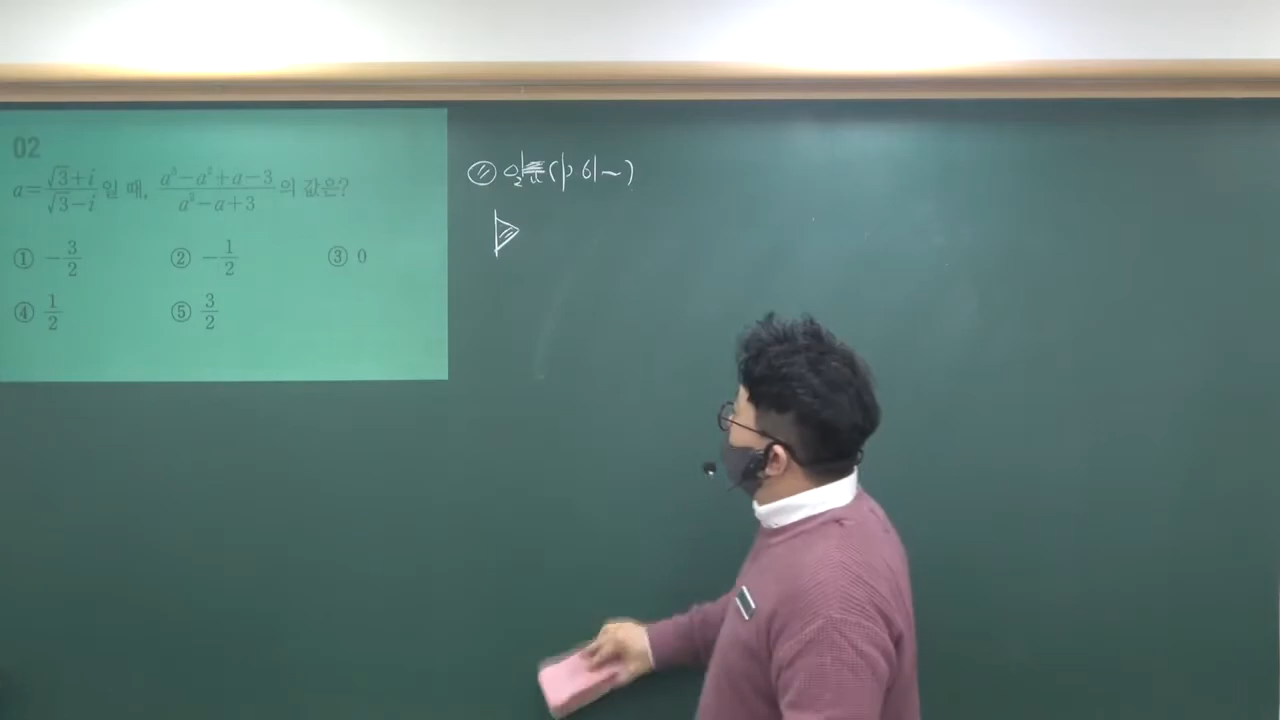 02
a = (√3+i)/(√3-i) 일 때, (a³-a²+a-3)/(a³-a+3) 의 값은?
① -3/2 ② -1/2 ③ 0
④ 1/2 ⑤ 3/2
(p. 61~)